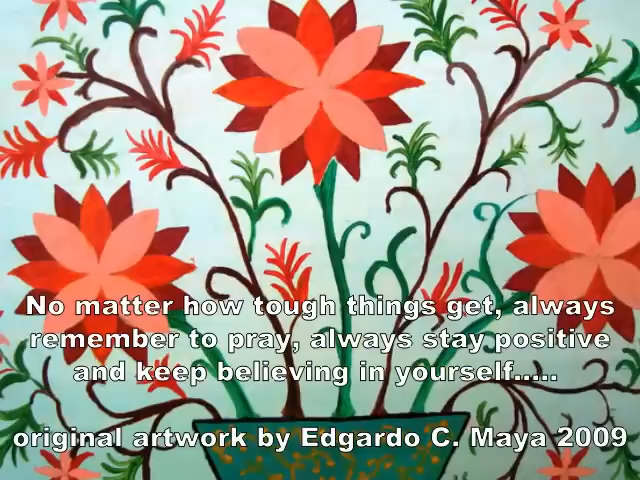 No matter how tough things get, always
remember to pray, always stay positive
and keep believing in yourself.....
original artwork by Edgardo C. Maya 2009